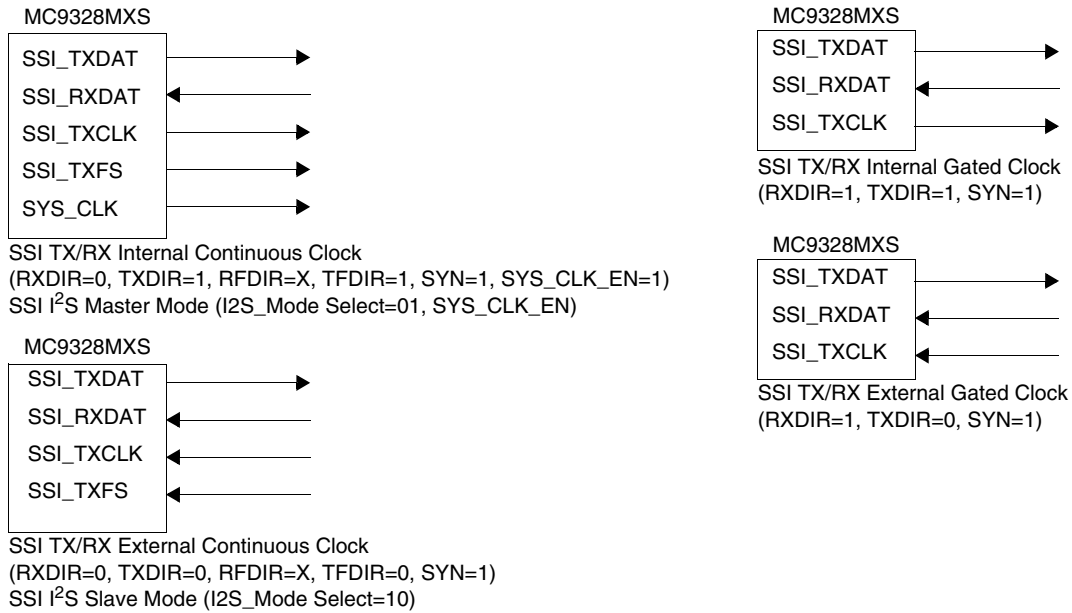 MC9328MXS
SSI_TXDAT
SSI_RXDAT
SSI_TXCLK
SSI_TXFS
SYS_CLK
SSI TX/RX Internal Continuous Clock
(RXDIR=0, TXDIR=1, RFDIR=X, TFDIR=1, SYN=1, SYS_CLK_EN=1)
SSI I2S Master Mode (I2S_Mode Select=01, SYS_CLK_EN)
MC9328MXS
SSI_TXDAT
SSI_RXDAT
SSI_TXCLK
SSI_TXFS
SSI TX/RX External Continuous Clock
(RXDIR=0, TXDIR=0, RFDIR=X, TFDIR=0, SYN=1)
SSI I2S Slave Mode (I2S_Mode Select=10)
MC9328MXS
SSI_TXDAT
SSI_RXDAT
SSI_TXCLK
SSI TX/RX Internal Gated Clock
(RXDIR=1, TXDIR=1, SYN=1)
MC9328MXS
SSI_TXDAT
SSI_RXDAT
SSI_TXCLK
SSI TX/RX External Gated Clock
(RXDIR=1, TXDIR=0, SYN=1)